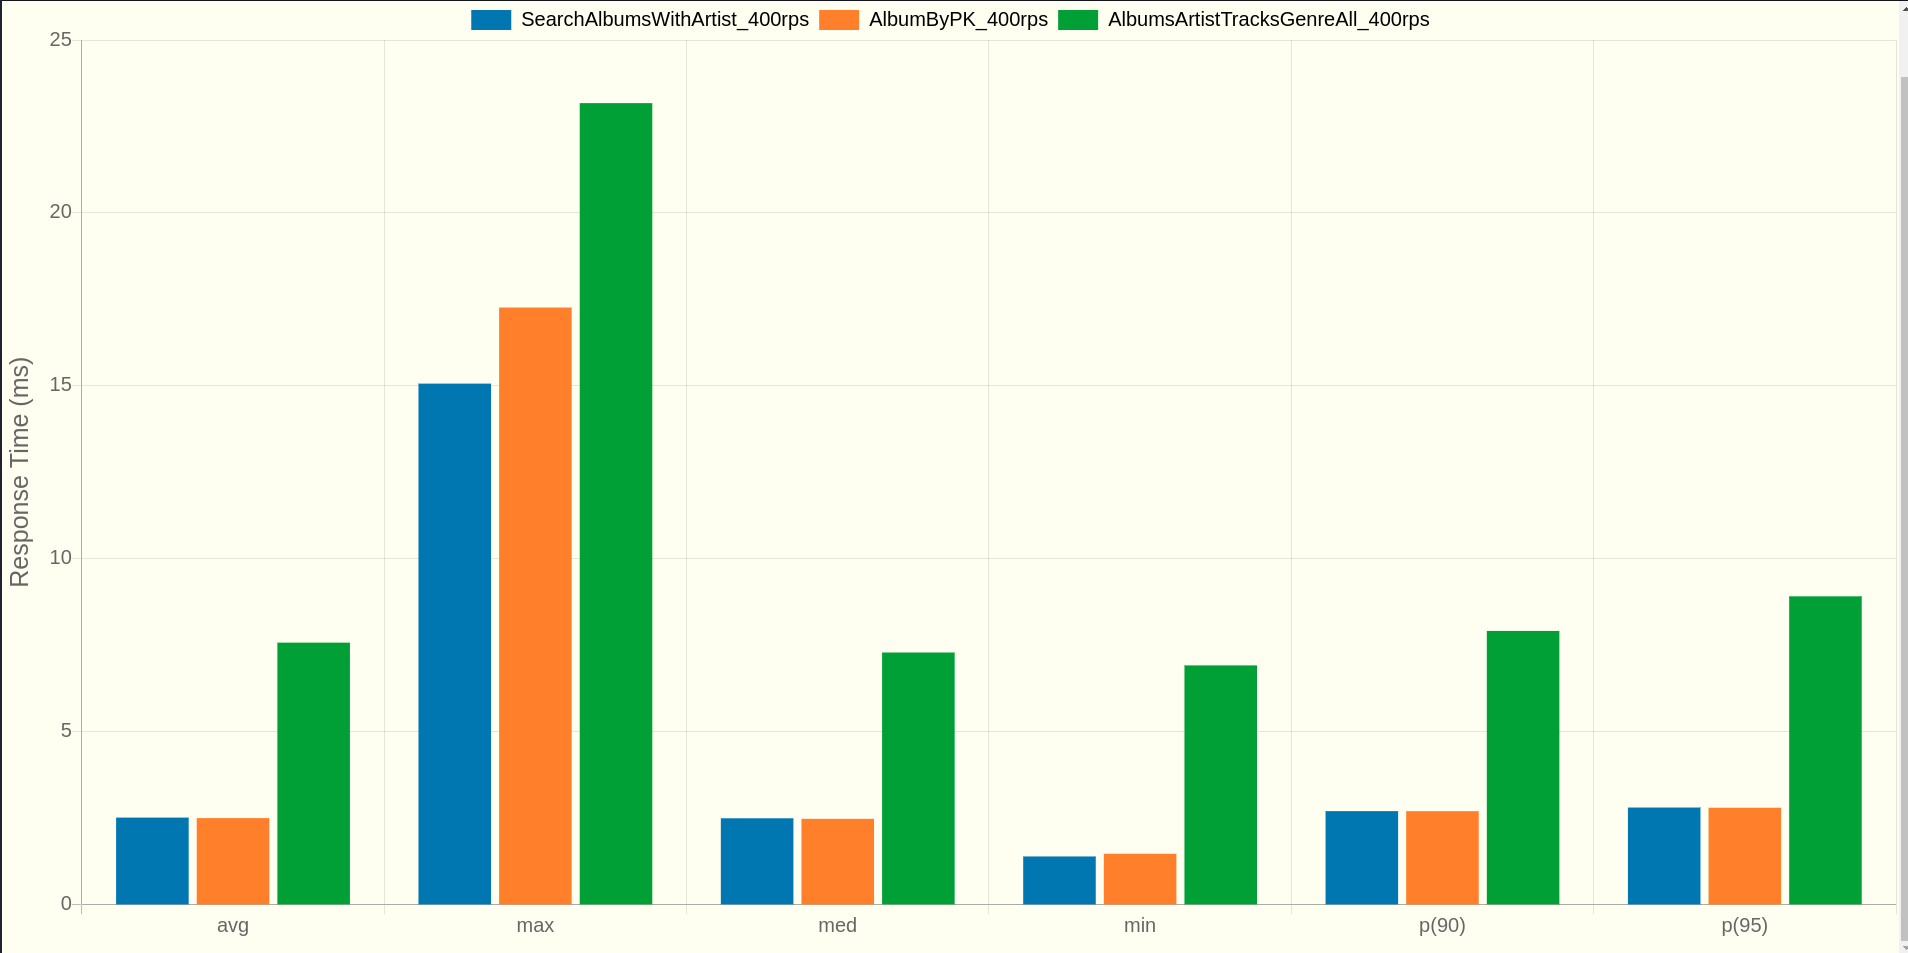 SearchAlbumsWithArtist_400rps AlbumByPK_400rps AlbumsArtistTracksGenreAll_400rps
25
20
15
10
5
0
Response Time (ms)
avg max med min p(90) p(95)